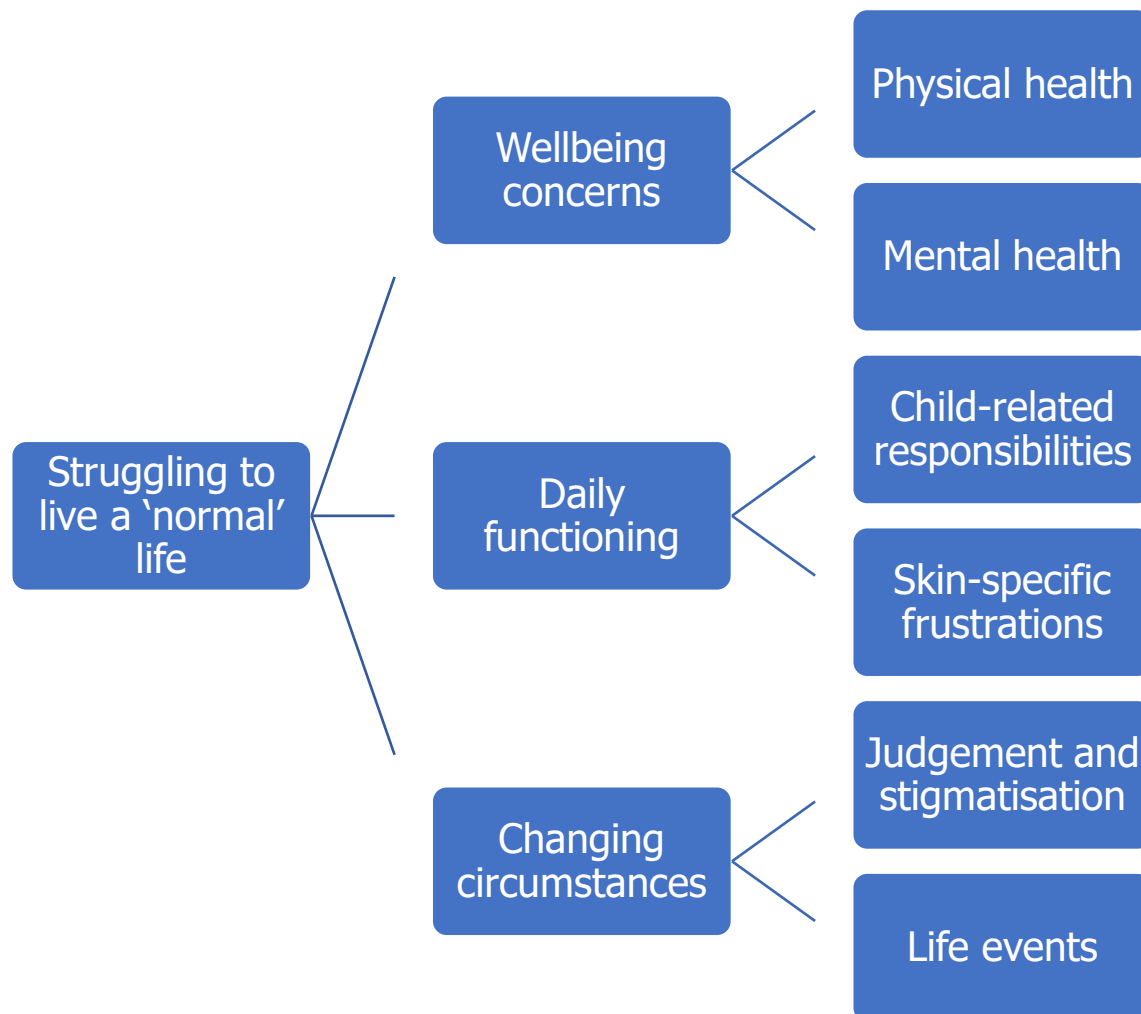 Struggling to
live a ‘normal’
life
Wellbeing
concerns
Physical health
Mental health
Daily
functioning
Child-related
responsibilities
Skin-specific
frustrations
Changing
circumstances
Judgement and
stigmatisation
Life events